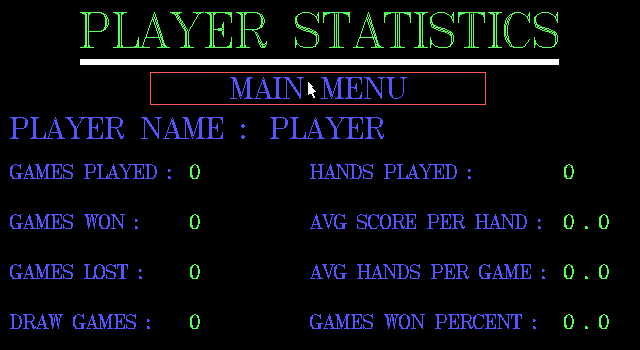 PLAYER STATISTICS
MAIN MENU
PLAYER NAME : PLAYER
GAMES PLAYED : 0 HANDS PLAYED : 0
GAMES WON : 0 AVG SCORE PER HAND : 0.0
GAMES LOST : 0 AVG HANDS PER GAME : 0.0
DRAW GAMES : 0 GAMES WON PERCENT : 0.0